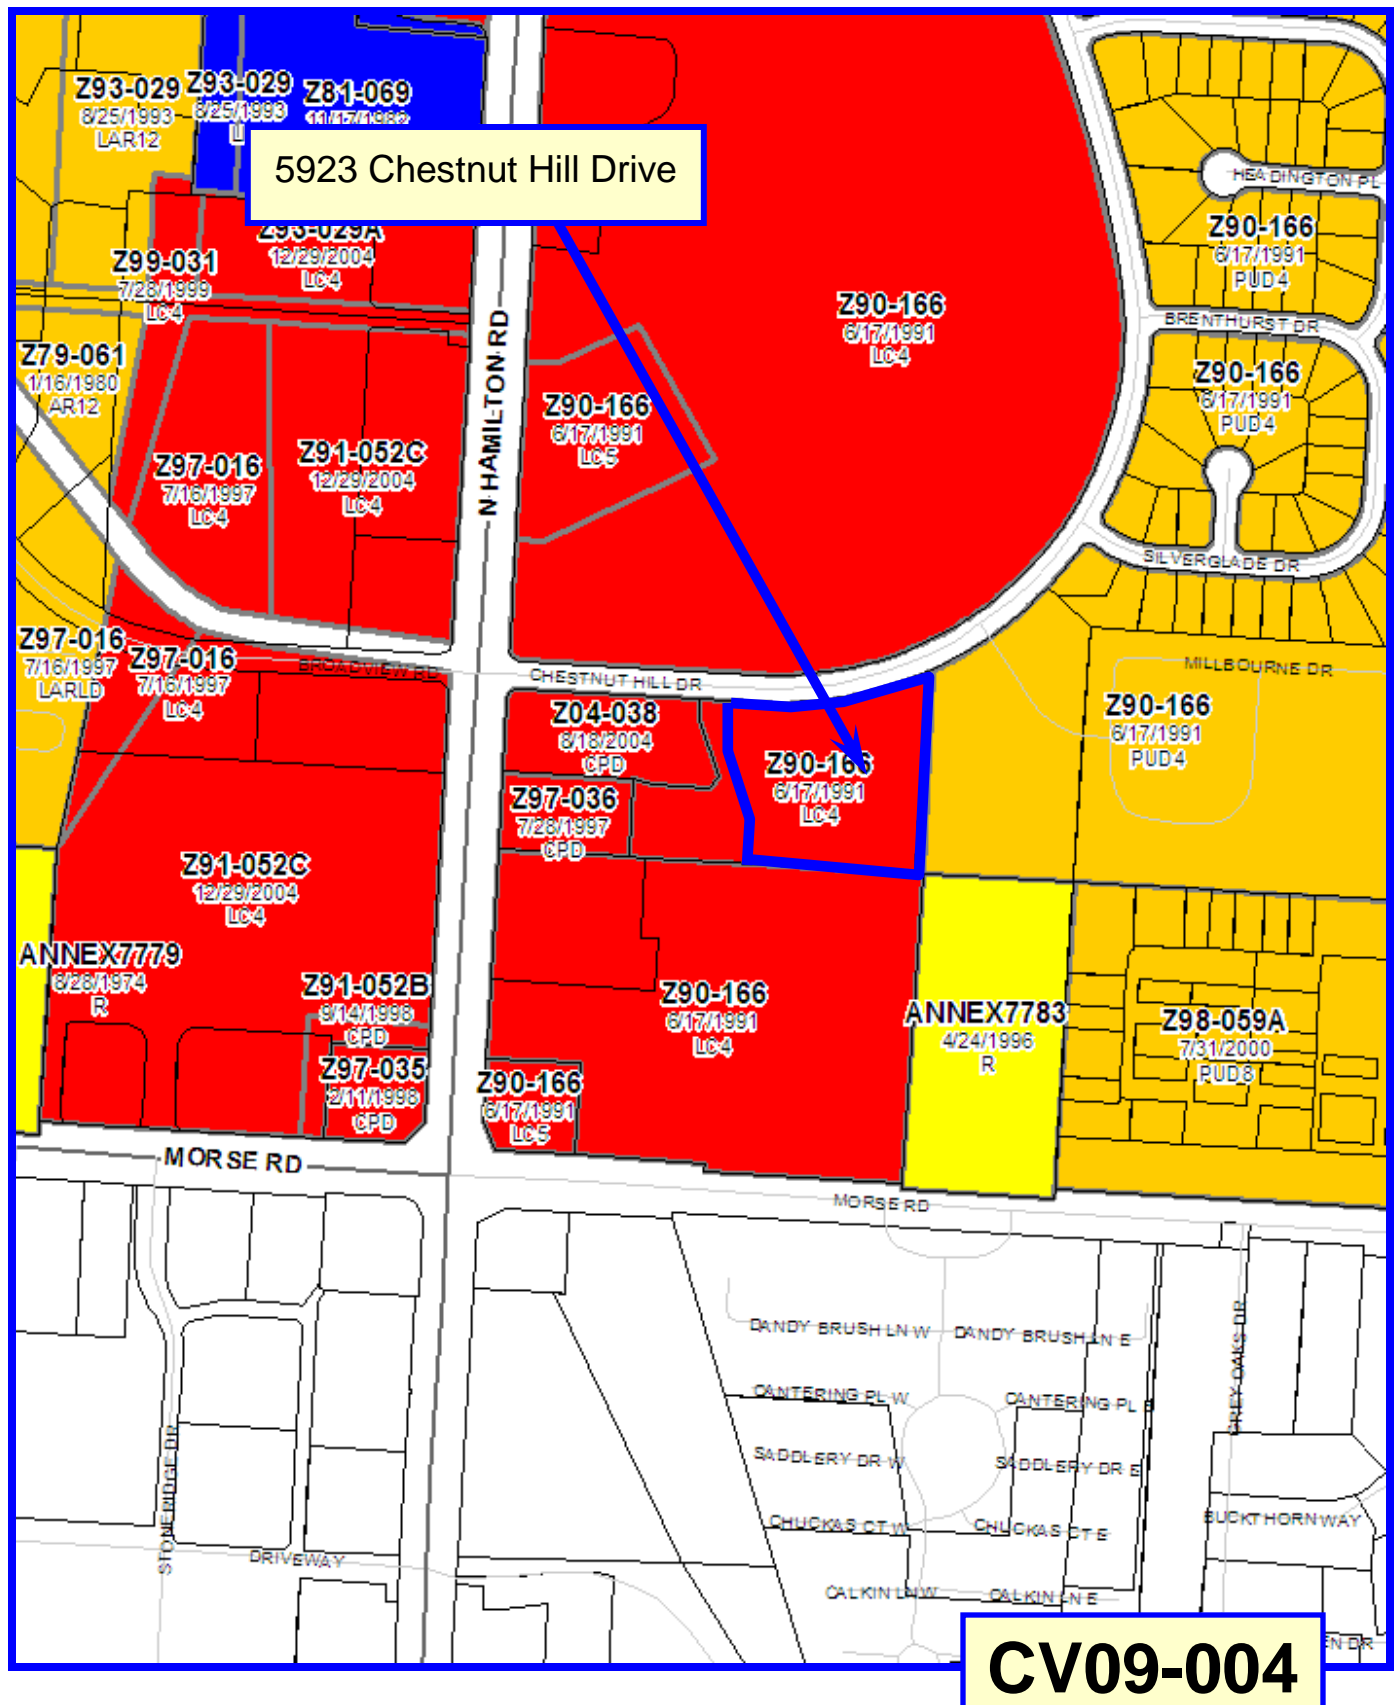 Z93-029
8/25/1993
LAR12
Z93-029
8/25/1993
L
Z81-069
11/17/1982
5923 Chestnut Hill Drive
HEADINGTON PL
Z90-166
6/17/1991
PUD4
Z93-029A
12/29/2004
LC4
Z99-031
7/28/1999
LC4
Z90-166
6/17/1991
LC4
BRENTHURST DR
Z79-061
1/16/1980
AR12
N HAMILTON RD
Z90-166
6/17/1991
PUD4
Z90-166
6/17/1991
LC5
Z97-016
7/16/1997
LC4
Z91-052C
12/29/2004
LC4
SILVERGLADE DR
Z97-016
7/16/1997
LARLD
Z97-016
7/16/1997
LC4
BROADVIEW RD
CHESTNUT HILL DR
MILLBOURNE DR
Z04-038
8/18/2004
CPD
Z90-166
6/17/1991
LC4
Z90-166
6/17/1991
PUD4
Z97-036
7/28/1997
CPD
Z91-052C
12/29/2004
LC4
ANNEX7779
8/28/1974
R
Z91-052B
9/14/1998
CPD
Z90-166
6/17/1991
LC4
ANNEX7783
4/24/1996
R
Z98-059A
7/31/2000
PUD8
Z97-035
2/11/1998
CPD
Z90-166
6/17/1991
LC5
MORSE RD
MORSE RD
DANDY BRUSH LN W
DANDY BRUSH LN E
GREY OAKS DR
CANTERING PL W
CANTERING PL E
SADDLERY DR W
SADDLERY DR E
STONERIDGE DR
CHUCKAS CT W
CHUCKAS CT E
BUCKTHORN WAY
DRIVEWAY
CALKIN LN W
CALKIN LN E
EN DR
CV09-004